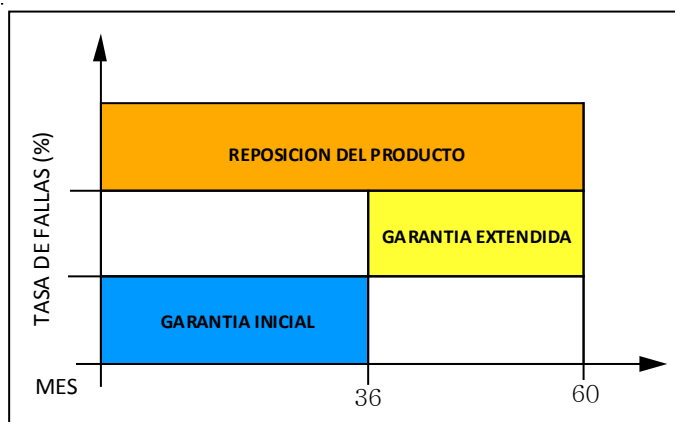 TASA DE FALLAS (%)
REPOSICION DEL PRODUCTO
GARANTIA EXTENDIDA
GARANTIA INICIAL
MES
36
60